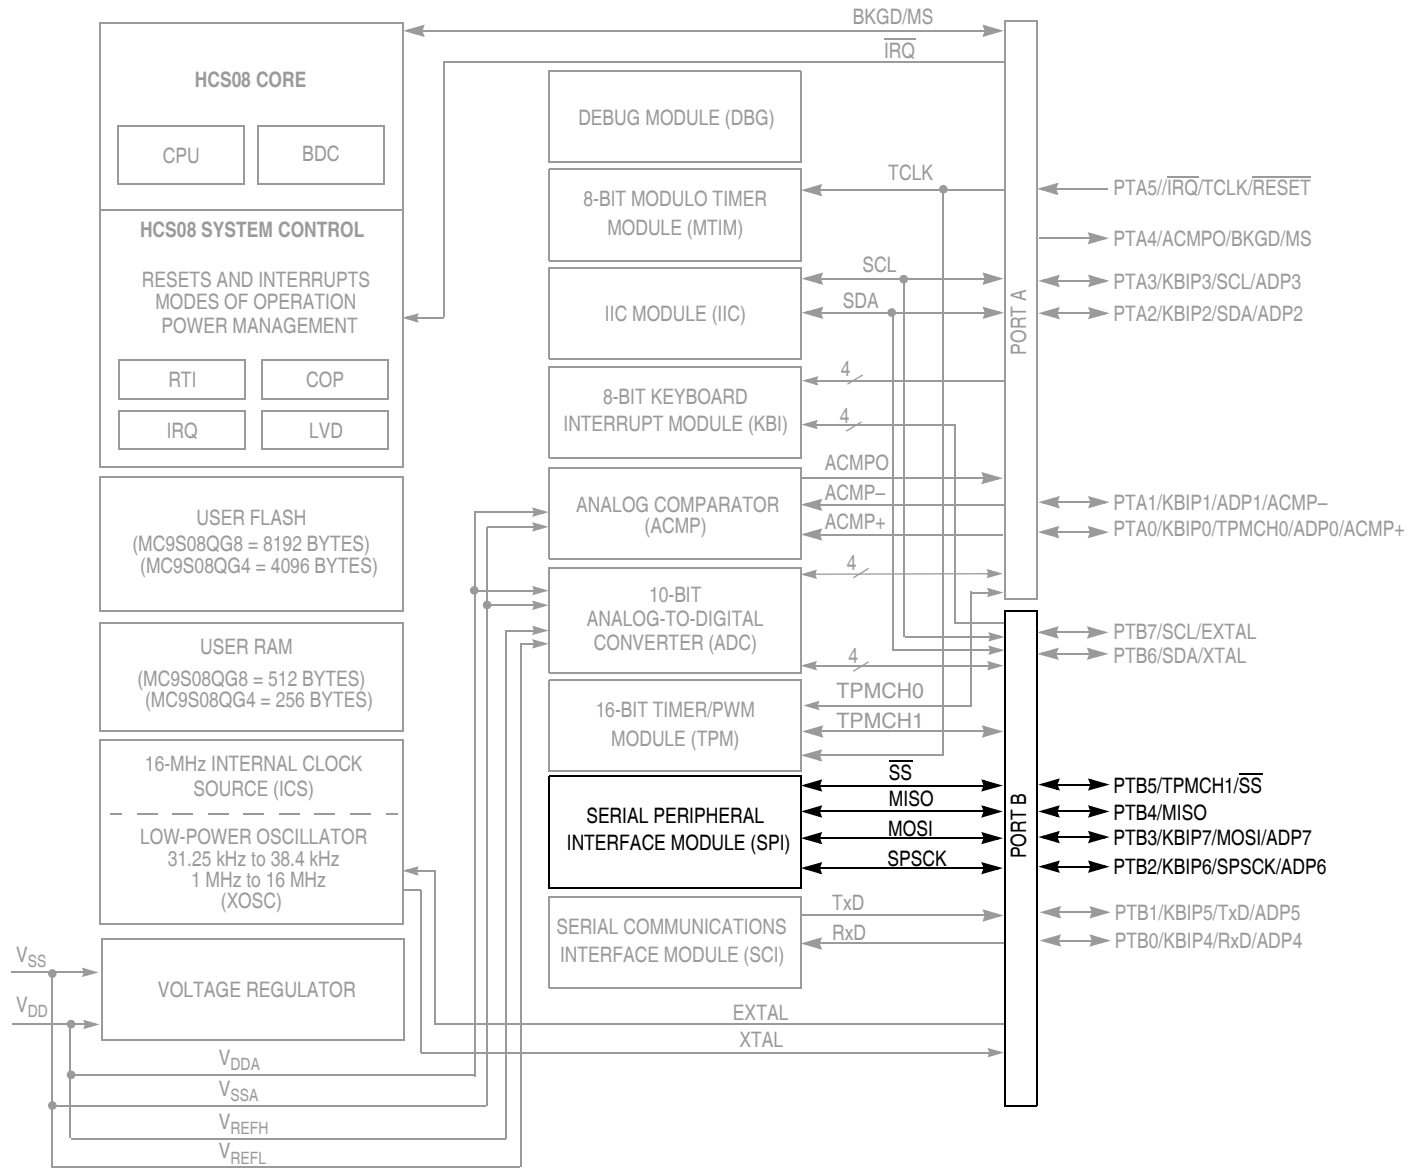 BKGD/MS
IRQ
HCS08 CORE
CPU
BDC
HCS08 SYSTEM CONTROL
RESETS AND INTERRUPTS
MODES OF OPERATION
POWER MANAGEMENT
RTI
COP
IRQ
LVD
USER FLASH
(MC9S08QG8 = 8192 BYTES)
(MC9S08QG4 = 4096 BYTES)
USER RAM
(MC9S08QG8 = 512 BYTES)
(MC9S08QG4 = 256 BYTES)
16-MHz INTERNAL CLOCK
SOURCE (ICS)
LOW-POWER OSCILLATOR
31.25 kHz to 38.4 kHz
1 MHz to 16 MHz
(XOSC)
VSS
VDD
VOLTAGE REGULATOR
VDDA
VSSA
VREFH
VREFL
DEBUG MODULE (DBG)
8-BIT MODULO TIMER
MODULE (MTIM)
TCLK
IIC MODULE (IIC)
SCL
SDA
8-BIT KEYBOARD
INTERRUPT MODULE (KBI)
4
4
ANALOG COMPARATOR
(ACMP)
ACMPO
ACMP–
ACMP+
10-BIT
ANALOG-TO-DIGITAL
CONVERTER (ADC)
4
4
16-BIT TIMER/PWM
MODULE (TPM)
TPMCH0
TPMCH1
SERIAL PERIPHERAL
INTERFACE MODULE (SPI)
SS
MISO
MOSI
SPSCK
SERIAL COMMUNICATIONS
INTERFACE MODULE (SCI)
TxD
RxD
EXTAL
XTAL
PORT A
PORT B
PTA5//IRQ/TCLK/RESET
PTA4/ACMPO/BKGD/MS
PTA3/KBIP3/SCL/ADP3
PTA2/KBIP2/SDA/ADP2
PTA1/KBIP1/ADP1/ACMP–
PTA0/KBIP0/TPMCH0/ADP0/ACMP+
PTB7/SCL/EXTAL
PTB6/SDA/XTAL
PTB5/TPMCH1/SS
PTB4/MISO
PTB3/KBIP7/MOSI/ADP7
PTB2/KBIP6/SPSCK/ADP6
PTB1/KBIP5/TxD/ADP5
PTB0/KBIP4/RxD/ADP4